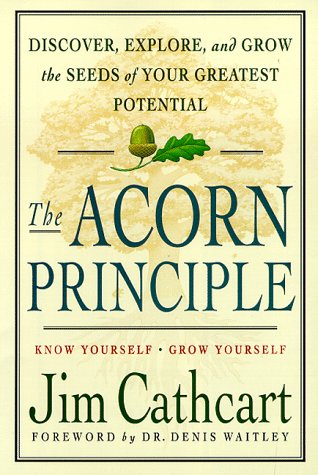 DISCOVER, EXPLORE, and GROW
the SEEDS of YOUR GREATEST
POTENTIAL
The ACORN
PRINCIPLE
KNOW YOURSELF • GROW YOURSELF
Jim Cathcart
FOREWORD by DR. DENIS WAITLEY